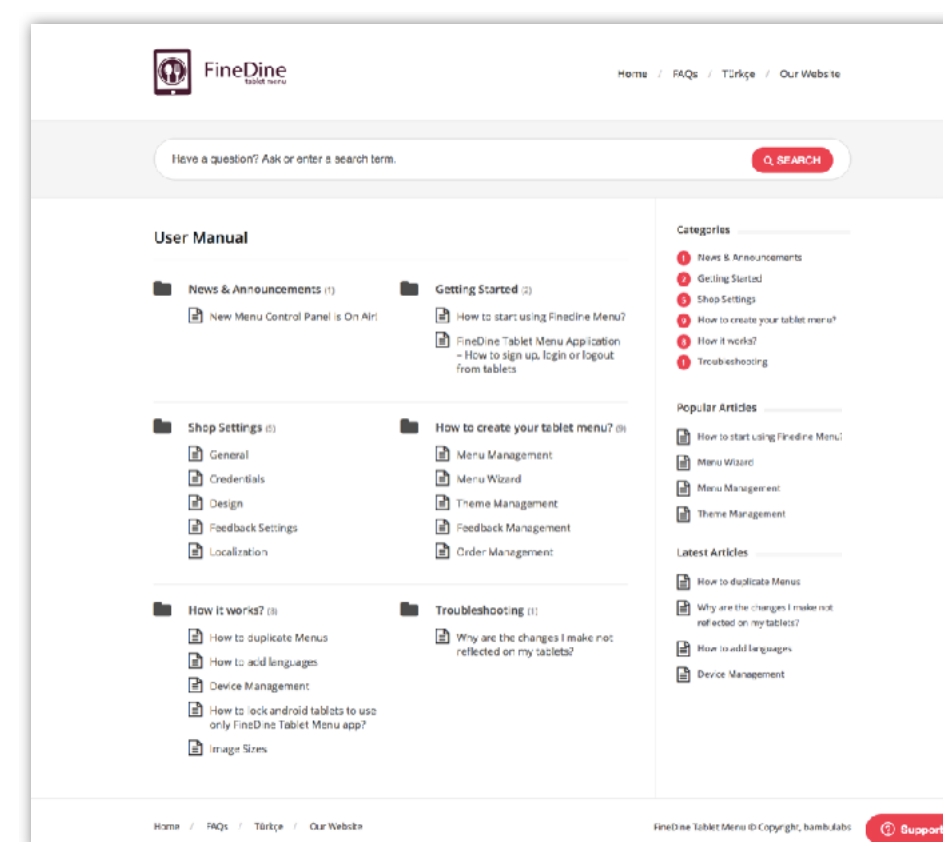 FineDine
tablet menu
Home / FAQs / Türkçe / Our Website
Have a question? Ask or enter a search term.
SEARCH
User Manual
News & Announcements (1)
New Menu Control Panel is On Air!
Getting Started (2)
How to start using Finedine Menu?
FineDine Tablet Menu Application
– How to sign up, login or logout
from tablets
Shop Settings (5)
General
Credentials
Design
Feedback Settings
Localization
How to create your tablet menu? (9)
Menu Management
Menu Wizard
Theme Management
Feedback Management
Order Management
How it works? (8)
How to duplicate Menus
How to add languages
Device Management
How to lock android tablets to use
only FineDine Tablet Menu app?
Image Sizes
Troubleshooting (1)
Why are the changes I make not
reflected on my tablets?
Categories
1 News & Announcements
2 Getting Started
5 Shop Settings
9 How to create your tablet menu?
8 How it works?
1 Troubleshooting
Popular Articles
How to start using Finedine Menu?
Menu Wizard
Menu Management
Theme Management
Latest Articles
How to duplicate Menus
Why are the changes I make not
reflected on my tablets?
How to add languages
Device Management
Home / FAQs / Türkçe / Our Website
FineDine Tablet Menu © Copyright, bambulabs
Support